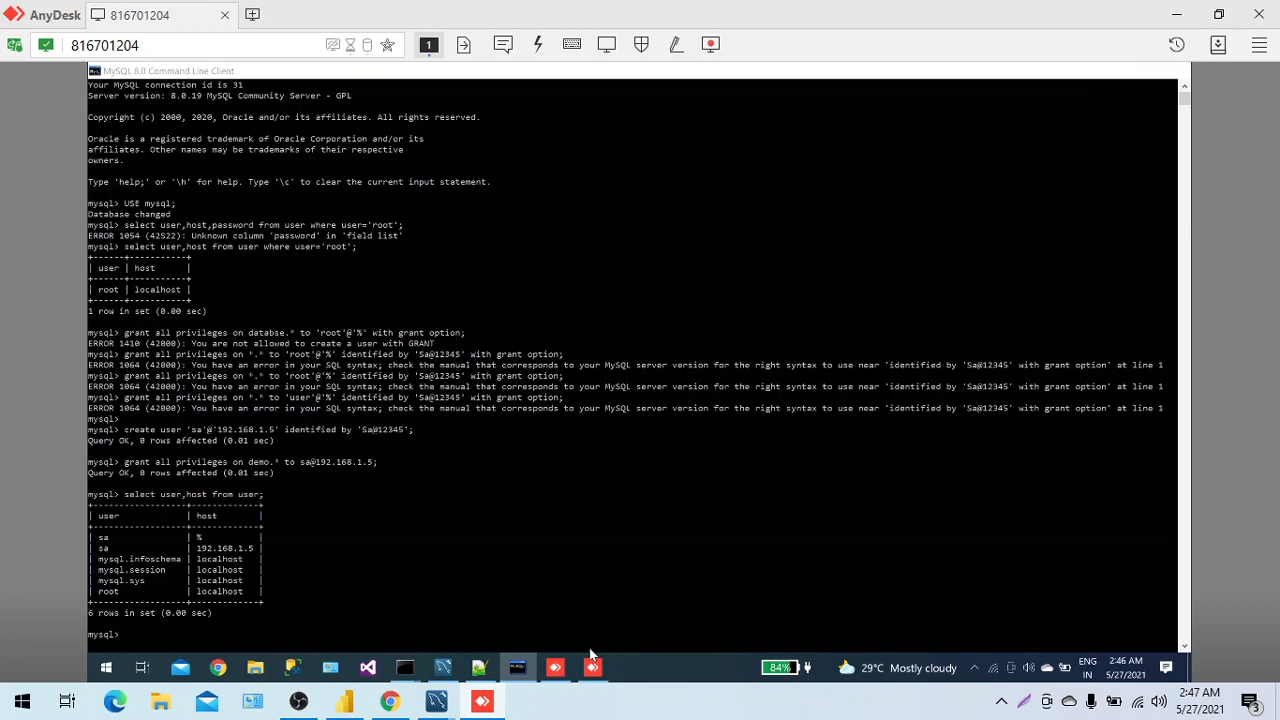 AnyDesk
816701204
816701204
1
MySQL 8.0 Command Line Client
Your MySQL connection id is 31
Server version: 8.0.19 MySQL Community Server - GPL
Copyright (c) 2000, 2020, Oracle and/or its affiliates. All rights reserved.
Oracle is a registered trademark of Oracle Corporation and/or its
affiliates. Other names may be trademarks of their respective
owners.
Type 'help;' or '\h' for help. Type '\c' to clear the current input statement.
mysql> USE mysql;
Database changed
mysql> select user,host,password from user where user='root';
ERROR 1054 (42S22): Unknown column 'password' in 'field list'
mysql> select user,host from user where user='root';
+------+-----------+
| user | host      |
+------+-----------+
| root | localhost |
+------+-----------+
1 row in set (0.00 sec)
mysql> grant all privileges on databse.* to 'root'@'%' with grant option;
ERROR 1410 (42000): You are not allowed to create a user with GRANT
mysql> grant all privileges on *.* to 'root'@'%' identified by 'Sa@12345' with grant option;
ERROR 1064 (42000): You have an error in your SQL syntax; check the manual that corresponds to your MySQL server version for the right syntax to use near 'identified by 'Sa@12345' with grant option' at line 1
mysql> grant all privileges on *.* to 'root'@'%' identified by 'Sa@12345' with grant option;
ERROR 1064 (42000): You have an error in your SQL syntax; check the manual that corresponds to your MySQL server version for the right syntax to use near 'identified by 'Sa@12345' with grant option' at line 1
mysql> grant all privileges on *.* to 'user'@'%' identified by 'Sa@12345' with grant option;
ERROR 1064 (42000): You have an error in your SQL syntax; check the manual that corresponds to your MySQL server version for the right syntax to use near 'identified by 'Sa@12345' with grant option' at line 1
mysql>
mysql> create user 'sa'@'192.168.1.5' identified by 'Sa@12345';
Query OK, 0 rows affected (0.01 sec)
mysql> grant all privileges on demo.* to sa@192.168.1.5;
Query OK, 0 rows affected (0.01 sec)
mysql> select user,host from user;
+------------------+-------------+
| user             | host        |
+------------------+-------------+
| sa               | %           |
| sa               | 192.168.1.5 |
| mysql.infoschema | localhost   |
| mysql.session    | localhost   |
| mysql.sys        | localhost   |
| root             | localhost   |
+------------------+-------------+
6 rows in set (0.00 sec)
mysql>
84%
29°C Mostly cloudy
ENG
IN
2:46 AM
5/27/2021
2:47 AM
5/27/2021
3